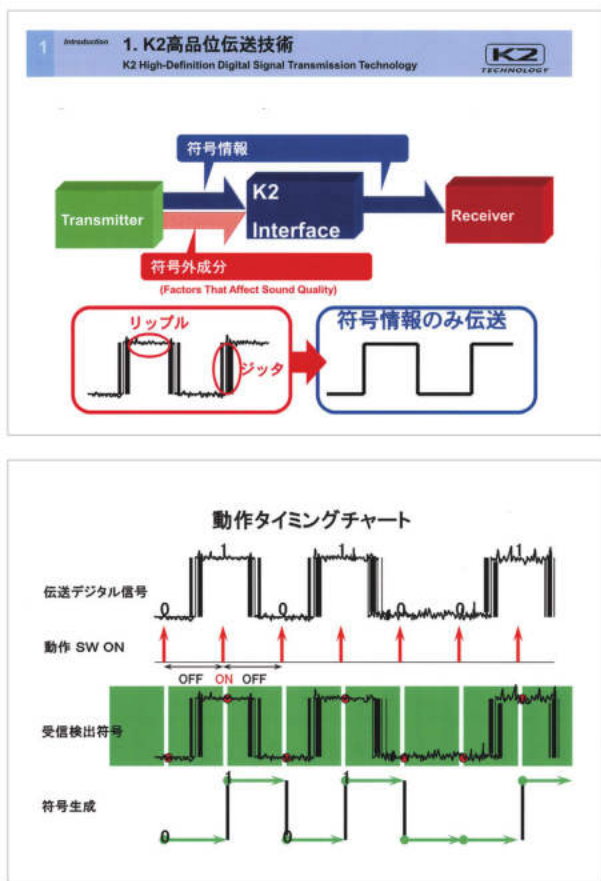 1
Introduction
1. K2高品位伝送技術
K2 High-Definition Digital Signal Transmission Technology
K2
TECHNOLOGY
符号情報
Transmitter
K2
Interface
Receiver
符号外成分
(Factors That Affect Sound Quality)
リップル
ジッタ
符号情報のみ伝送
動作タイミングチャート
伝送デジタル信号
0 1 0 1 0 0 1
動作 SW ON
OFF ON OFF
受信検出符号
符号生成
0 1 0 1